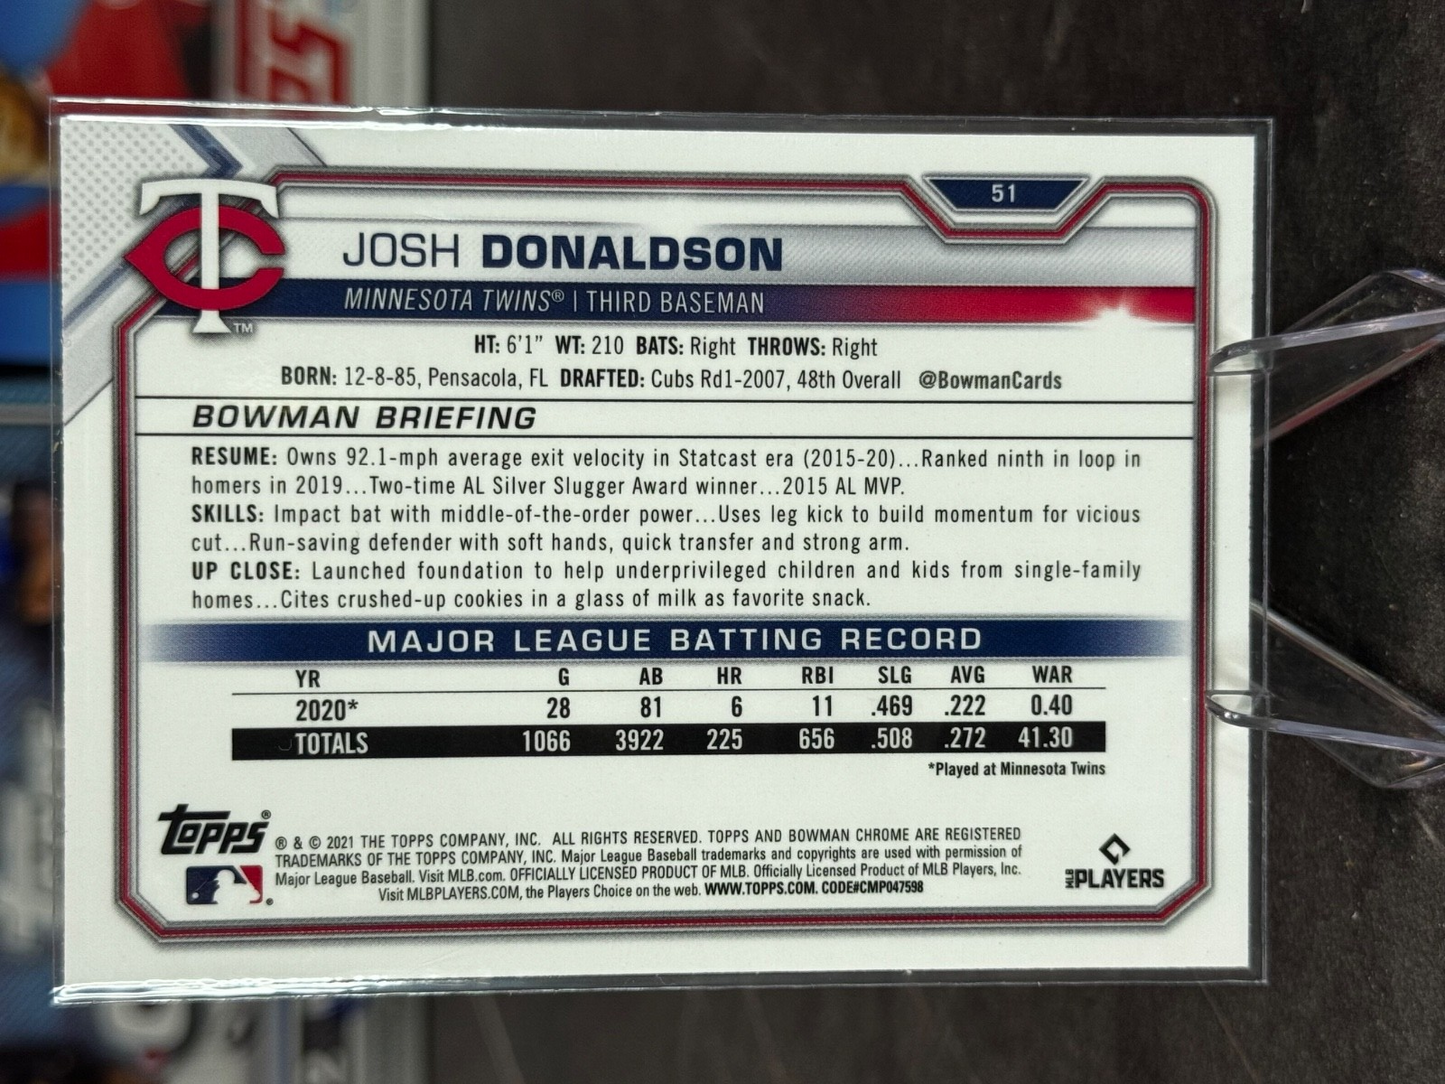 51
JOSH DONALDSON
MINNESOTA TWINS® | THIRD BASEMAN
TC™
HT: 6'1" WT: 210 BATS: Right THROWS: Right
BORN: 12-8-85, Pensacola, FL DRAFTED: Cubs Rd1-2007, 48th Overall @BowmanCards
BOWMAN BRIEFING
RESUME: Owns 92.1-mph average exit velocity in Statcast era (2015-20)...Ranked ninth in loop in
homers in 2019...Two-time AL Silver Slugger Award winner...2015 AL MVP.
SKILLS: Impact bat with middle-of-the-order power...Uses leg kick to build momentum for vicious
cut...Run-saving defender with soft hands, quick transfer and strong arm.
UP CLOSE: Launched foundation to help underprivileged children and kids from single-family
homes...Cites crushed-up cookies in a glass of milk as favorite snack.
MAJOR LEAGUE BATTING RECORD
YR G AB HR RBI SLG AVG WAR
2020* 28 81 6 11 .469 .222 0.40
TOTALS 1066 3922 225 656 .508 .272 41.30
*Played at Minnesota Twins
Topps®
® & © 2021 THE TOPPS COMPANY, INC. ALL RIGHTS RESERVED. TOPPS AND BOWMAN CHROME ARE REGISTERED
TRADEMARKS OF THE TOPPS COMPANY, INC. Major League Baseball trademarks and copyrights are used with permission of
Major League Baseball. Visit MLB.com. OFFICIALLY LICENSED PRODUCT OF MLB. Officially Licensed Product of MLB Players, Inc.
Visit MLBPLAYERS.COM, the Players Choice on the web. WWW.TOPPS.COM. CODE#CMP047598
MLB PLAYERS